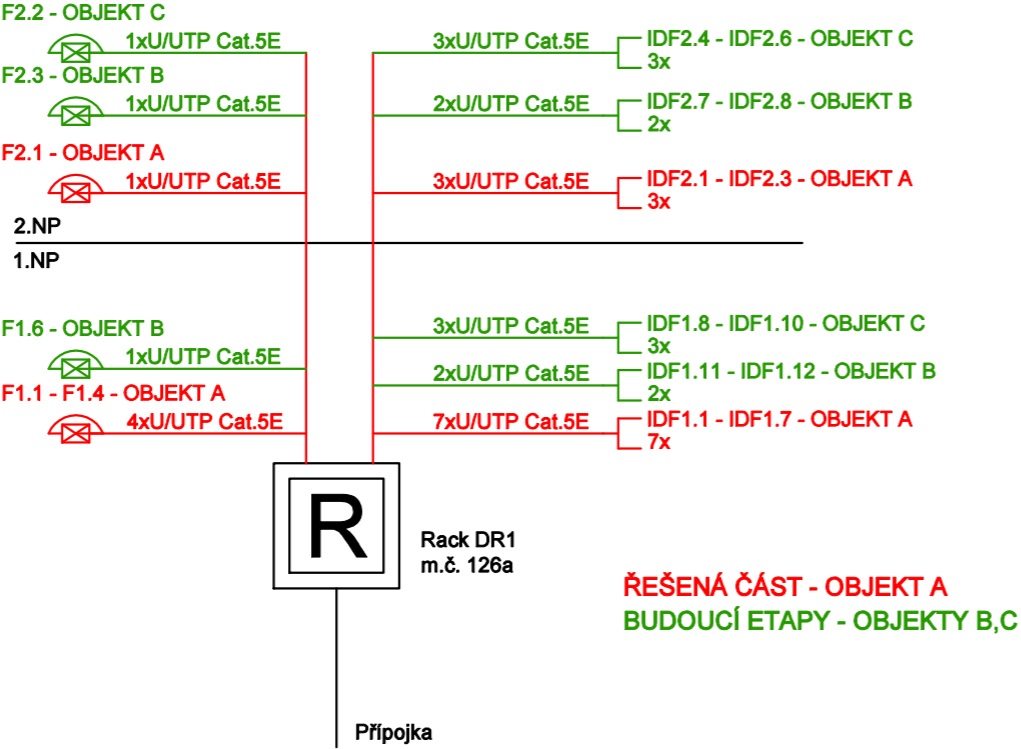 F2.2 - OBJEKT C
1xU/UTP Cat.5E
3xU/UTP Cat.5E
IDF2.4 - IDF2.6 - OBJEKT C
3x
F2.3 - OBJEKT B
1xU/UTP Cat.5E
2xU/UTP Cat.5E
IDF2.7 - IDF2.8 - OBJEKT B
2x
F2.1 - OBJEKT A
1xU/UTP Cat.5E
3xU/UTP Cat.5E
IDF2.1 - IDF2.3 - OBJEKT A
3x
2.NP
1.NP
F1.6 - OBJEKT B
1xU/UTP Cat.5E
3xU/UTP Cat.5E
IDF1.8 - IDF1.10 - OBJEKT C
3x
2xU/UTP Cat.5E
IDF1.11 - IDF1.12 - OBJEKT B
2x
F1.1 - F1.4 - OBJEKT A
4xU/UTP Cat.5E
7xU/UTP Cat.5E
IDF1.1 - IDF1.7 - OBJEKT A
7x
R
Rack DR1
m.č. 126a
ŘEŠENÁ ČÁST - OBJEKT A
BUDOUCÍ ETAPY - OBJEKTY B,C
Přípojka